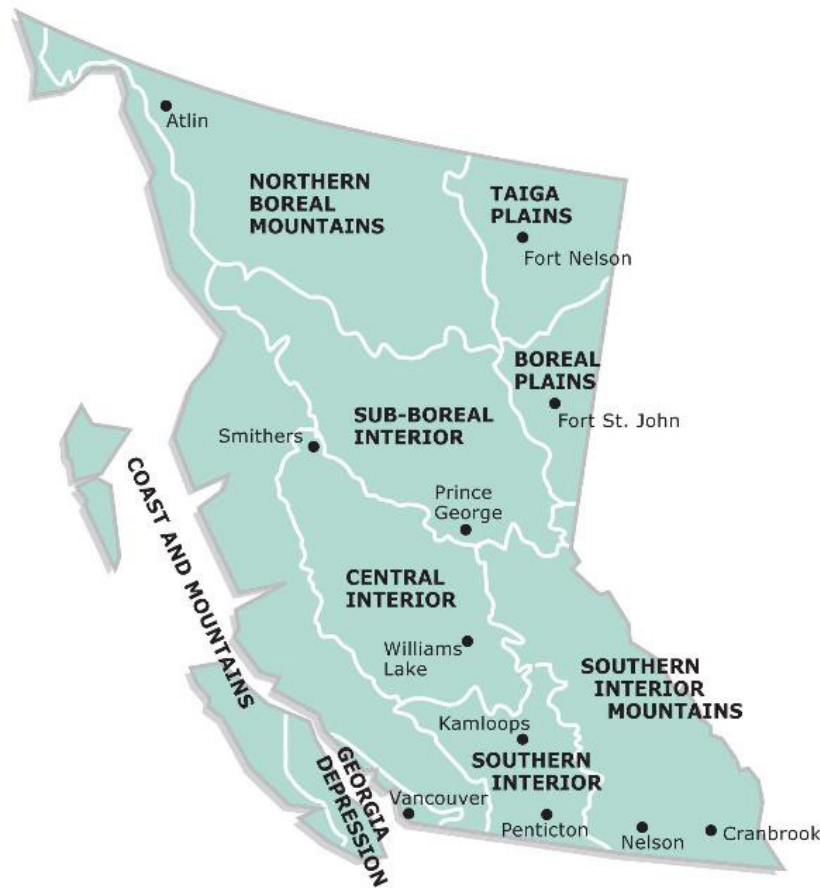 Atlin
NORTHERN
BOREAL
MOUNTAINS
TAIGA
PLAINS
Fort Nelson
BOREAL
PLAINS
Fort St. John
SUB-BOREAL
INTERIOR
Smithers
Prince
George
COAST AND MOUNTAINS
CENTRAL
INTERIOR
Williams
Lake
SOUTHERN
INTERIOR
MOUNTAINS
Kamloops
SOUTHERN
INTERIOR
GEORGIA
DEPRESSION
Vancouver
Penticton
Nelson
Cranbrook